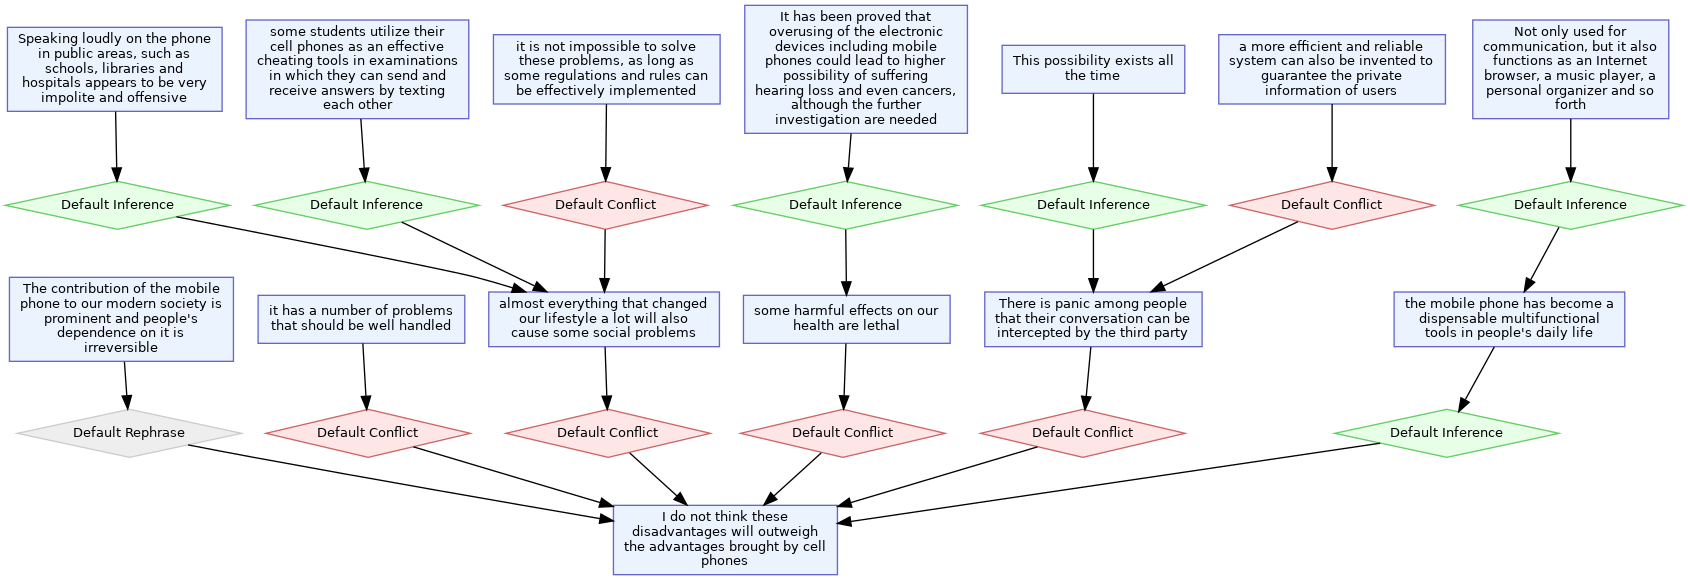 Speaking loudly on the phone
in public areas, such as
schools, libraries and
hospitals appears to be very
impolite and offensive
some students utilize their
cell phones as an effective
cheating tools in examinations
in which they can send and
receive answers by texting
each other
it is not impossible to solve
these problems, as long as
some regulations and rules can
be effectively implemented
It has been proved that
overusing of the electronic
devices including mobile
phones could lead to higher
possibility of suffering
hearing loss and even cancers,
although the further
investigation are needed
This possibility exists all
the time
a more efficient and reliable
system can also be invented to
guarantee the private
information of users
Not only used for
communication, but it also
functions as an Internet
browser, a music player, a
personal organizer and so
forth
Default Inference
Default Inference
Default Conflict
Default Inference
Default Inference
Default Conflict
Default Inference
The contribution of the mobile
phone to our modern society is
prominent and people's
dependence on it is
irreversible
it has a number of problems
that should be well handled
almost everything that changed
our lifestyle a lot will also
cause some social problems
some harmful effects on our
health are lethal
There is panic among people
that their conversation can be
intercepted by the third party
the mobile phone has become a
dispensable multifunctional
tools in people's daily life
Default Rephrase
Default Conflict
Default Conflict
Default Conflict
Default Conflict
Default Inference
I do not think these
disadvantages will outweigh
the advantages brought by cell
phones